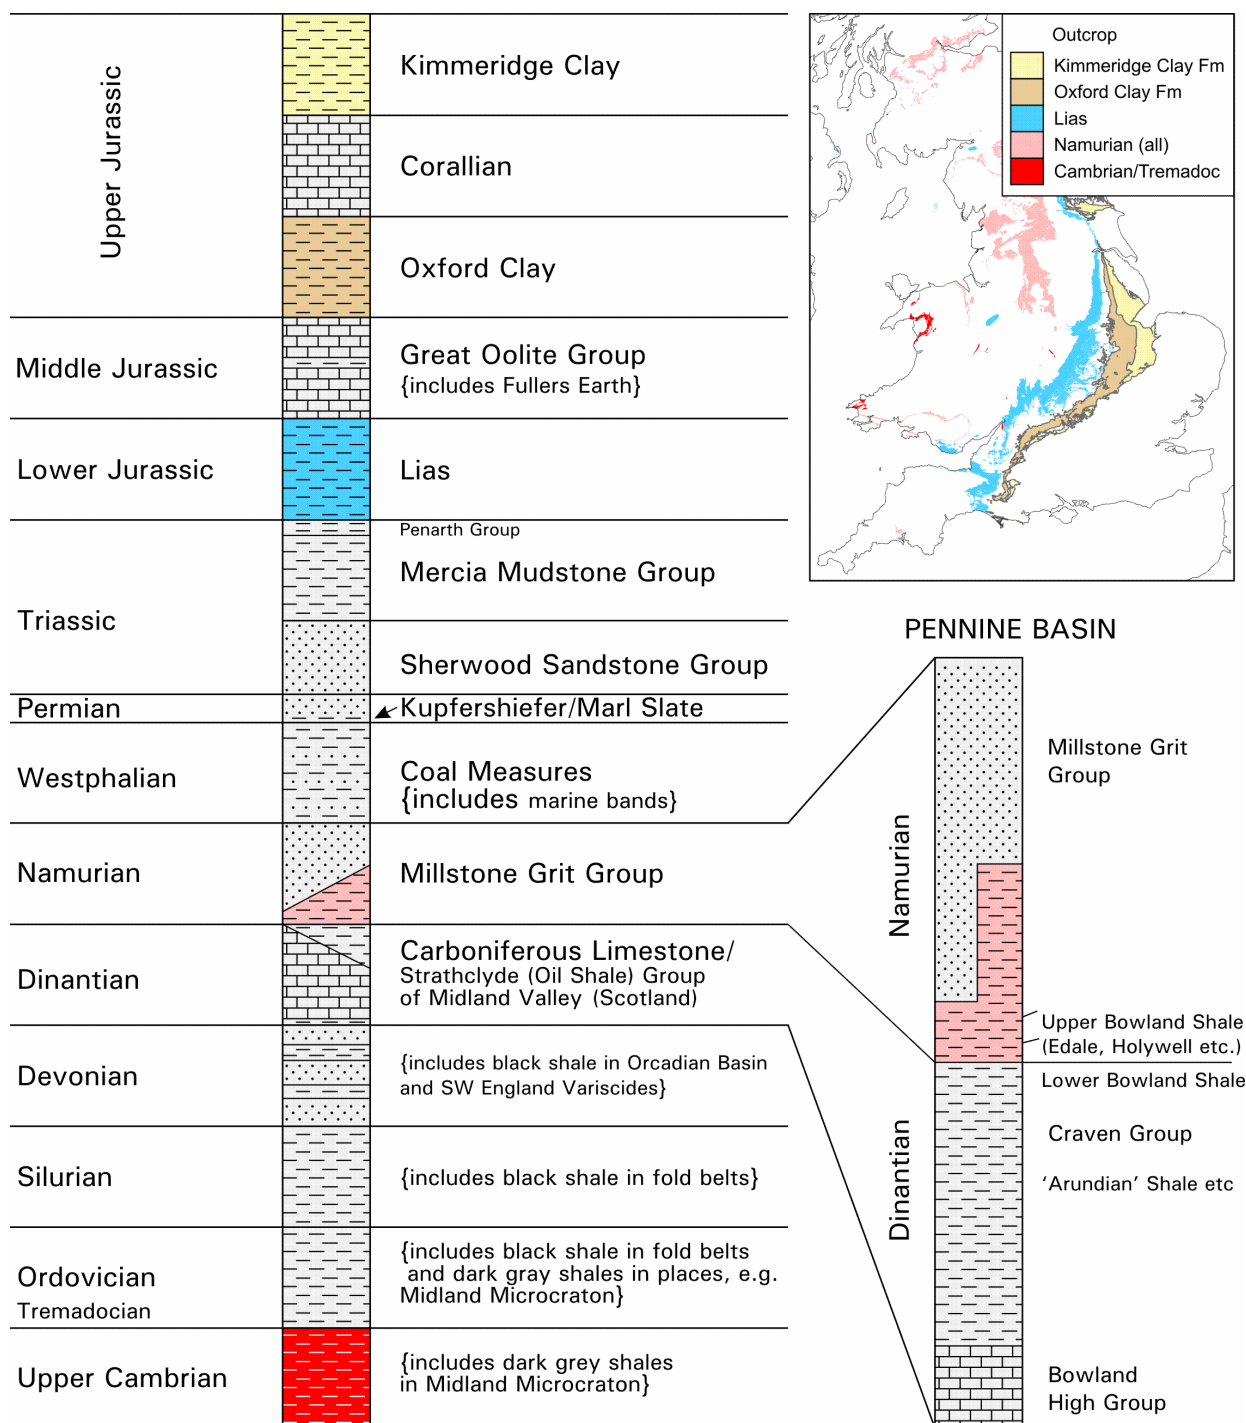 Upper Jurassic
Kimmeridge Clay
Corallian
Oxford Clay
Middle Jurassic
Great Oolite Group
{includes Fullers Earth}
Lower Jurassic
Lias
Triassic
Penarth Group
Mercia Mudstone Group
Sherwood Sandstone Group
Permian
Kupfershiefer/Marl Slate
Westphalian
Coal Measures
{includes marine bands}
Namurian
Millstone Grit Group
Dinantian
Carboniferous Limestone/
Strathclyde (Oil Shale) Group
of Midland Valley (Scotland)
Devonian
{includes black shale in Orcadian Basin
and SW England Variscides}
Silurian
{includes black shale in fold belts}
Ordovician
Tremadocian
{includes black shale in fold belts
and dark gray shales in places, e.g.
Midland Microcraton}
Upper Cambrian
{includes dark grey shales
in Midland Microcraton}
Outcrop
Kimmeridge Clay Fm
Oxford Clay Fm
Lias
Namurian (all)
Cambrian/Tremadoc
PENNINE BASIN
Namurian
Millstone Grit
Group
Upper Bowland Shale
(Edale, Holywell etc.)
Dinantian
Lower Bowland Shale
Craven Group
‘Arundian’ Shale etc
Bowland
High Group